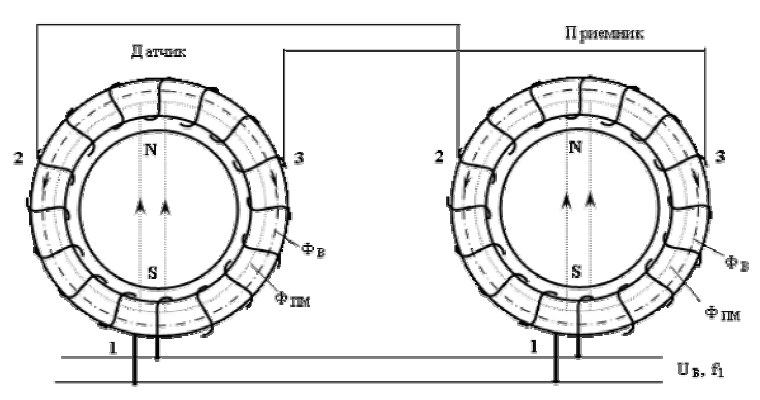 Датчик
Приемник
2
3
2
3
N
N
S
S
Ф_В
Ф_В
Ф_ПМ
Ф_ПМ
1
1
U_В, f_1